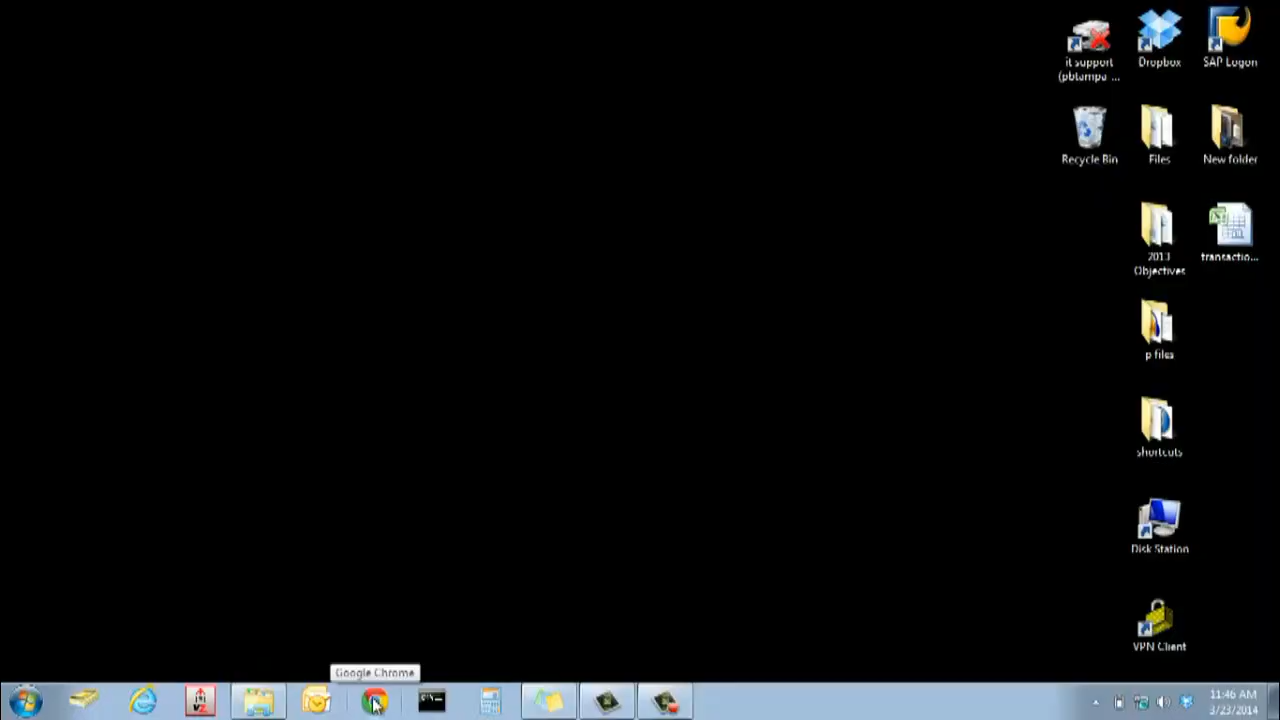 it support
(pbtampa ...
Dropbox
SAP Logon
Recycle Bin
Files
New folder
2013
Objectives
transactio...
p files
shortcuts
Disk Station
VPN Client
Google Chrome
11:46 AM
3/23/2014